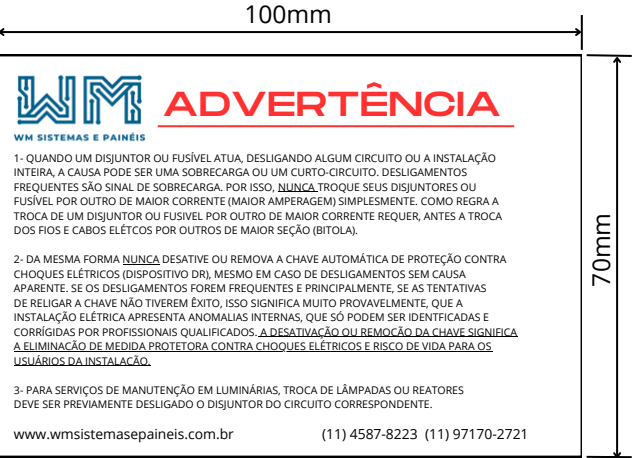 100mm
WM
ADVERTÊNCIA
WM SISTEMAS E PAINÉIS
1- QUANDO UM DISJUNTOR OU FUSÍVEL ATUA, DESLIGANDO ALGUM CIRCUITO OU A INSTALAÇÃO
INTEIRA, A CAUSA PODE SER UMA SOBRECARGA OU UM CURTO-CIRCUITO. DESLIGAMENTOS
FREQUENTES SÃO SINAL DE SOBRECARGA. POR ISSO, NUNCA TROQUE SEUS DISJUNTORES OU
FUSÍVEL POR OUTRO DE MAIOR CORRENTE (MAIOR AMPERAGEM) SIMPLESMENTE. COMO REGRA A
TROCA DE UM DISJUNTOR OU FUSIVEL POR OUTRO DE MAIOR CORRENTE REQUER, ANTES A TROCA
DOS FIOS E CABOS ELÉTCOS POR OUTROS DE MAIOR SEÇÃO (BITOLA).
2- DA MESMA FORMA NUNCA DESATIVE OU REMOVA A CHAVE AUTOMÁTICA DE PROTEÇÃO CONTRA
CHOQUES ELÉTRICOS (DISPOSITIVO DR), MESMO EM CASO DE DESLIGAMENTOS SEM CAUSA
APARENTE. SE OS DESLIGAMENTOS FOREM FREQUENTES E PRINCIPALMENTE, SE AS TENTATIVAS
DE RELIGAR A CHAVE NÃO TIVEREM ÊXITO, ISSO SIGNIFICA MUITO PROVAVELMENTE, QUE A
INSTALAÇÃO ELÉTRICA APRESENTA ANOMALIAS INTERNAS, QUE SÓ PODEM SER IDENTFICADAS E
CORRÍGIDAS POR PROFISSIONAIS QUALIFICADOS. A DESATIVAÇÃO OU REMOÇÃO DA CHAVE SIGNIFICA
A ELIMINAÇÃO DE MEDIDA PROTETORA CONTRA CHOQUES ELÉTRICOS E RISCO DE VIDA PARA OS
USUÁRIOS DA INSTALAÇÃO.
3- PARA SERVIÇOS DE MANUTENÇÃO EM LUMINÁRIAS, TROCA DE LÂMPADAS OU REATORES
DEVE SER PREVIAMENTE DESLIGADO O DISJUNTOR DO CIRCUITO CORRESPONDENTE.
www.wmsistemasepaineis.com.br (11) 4587-8223 (11) 97170-2721
70mm